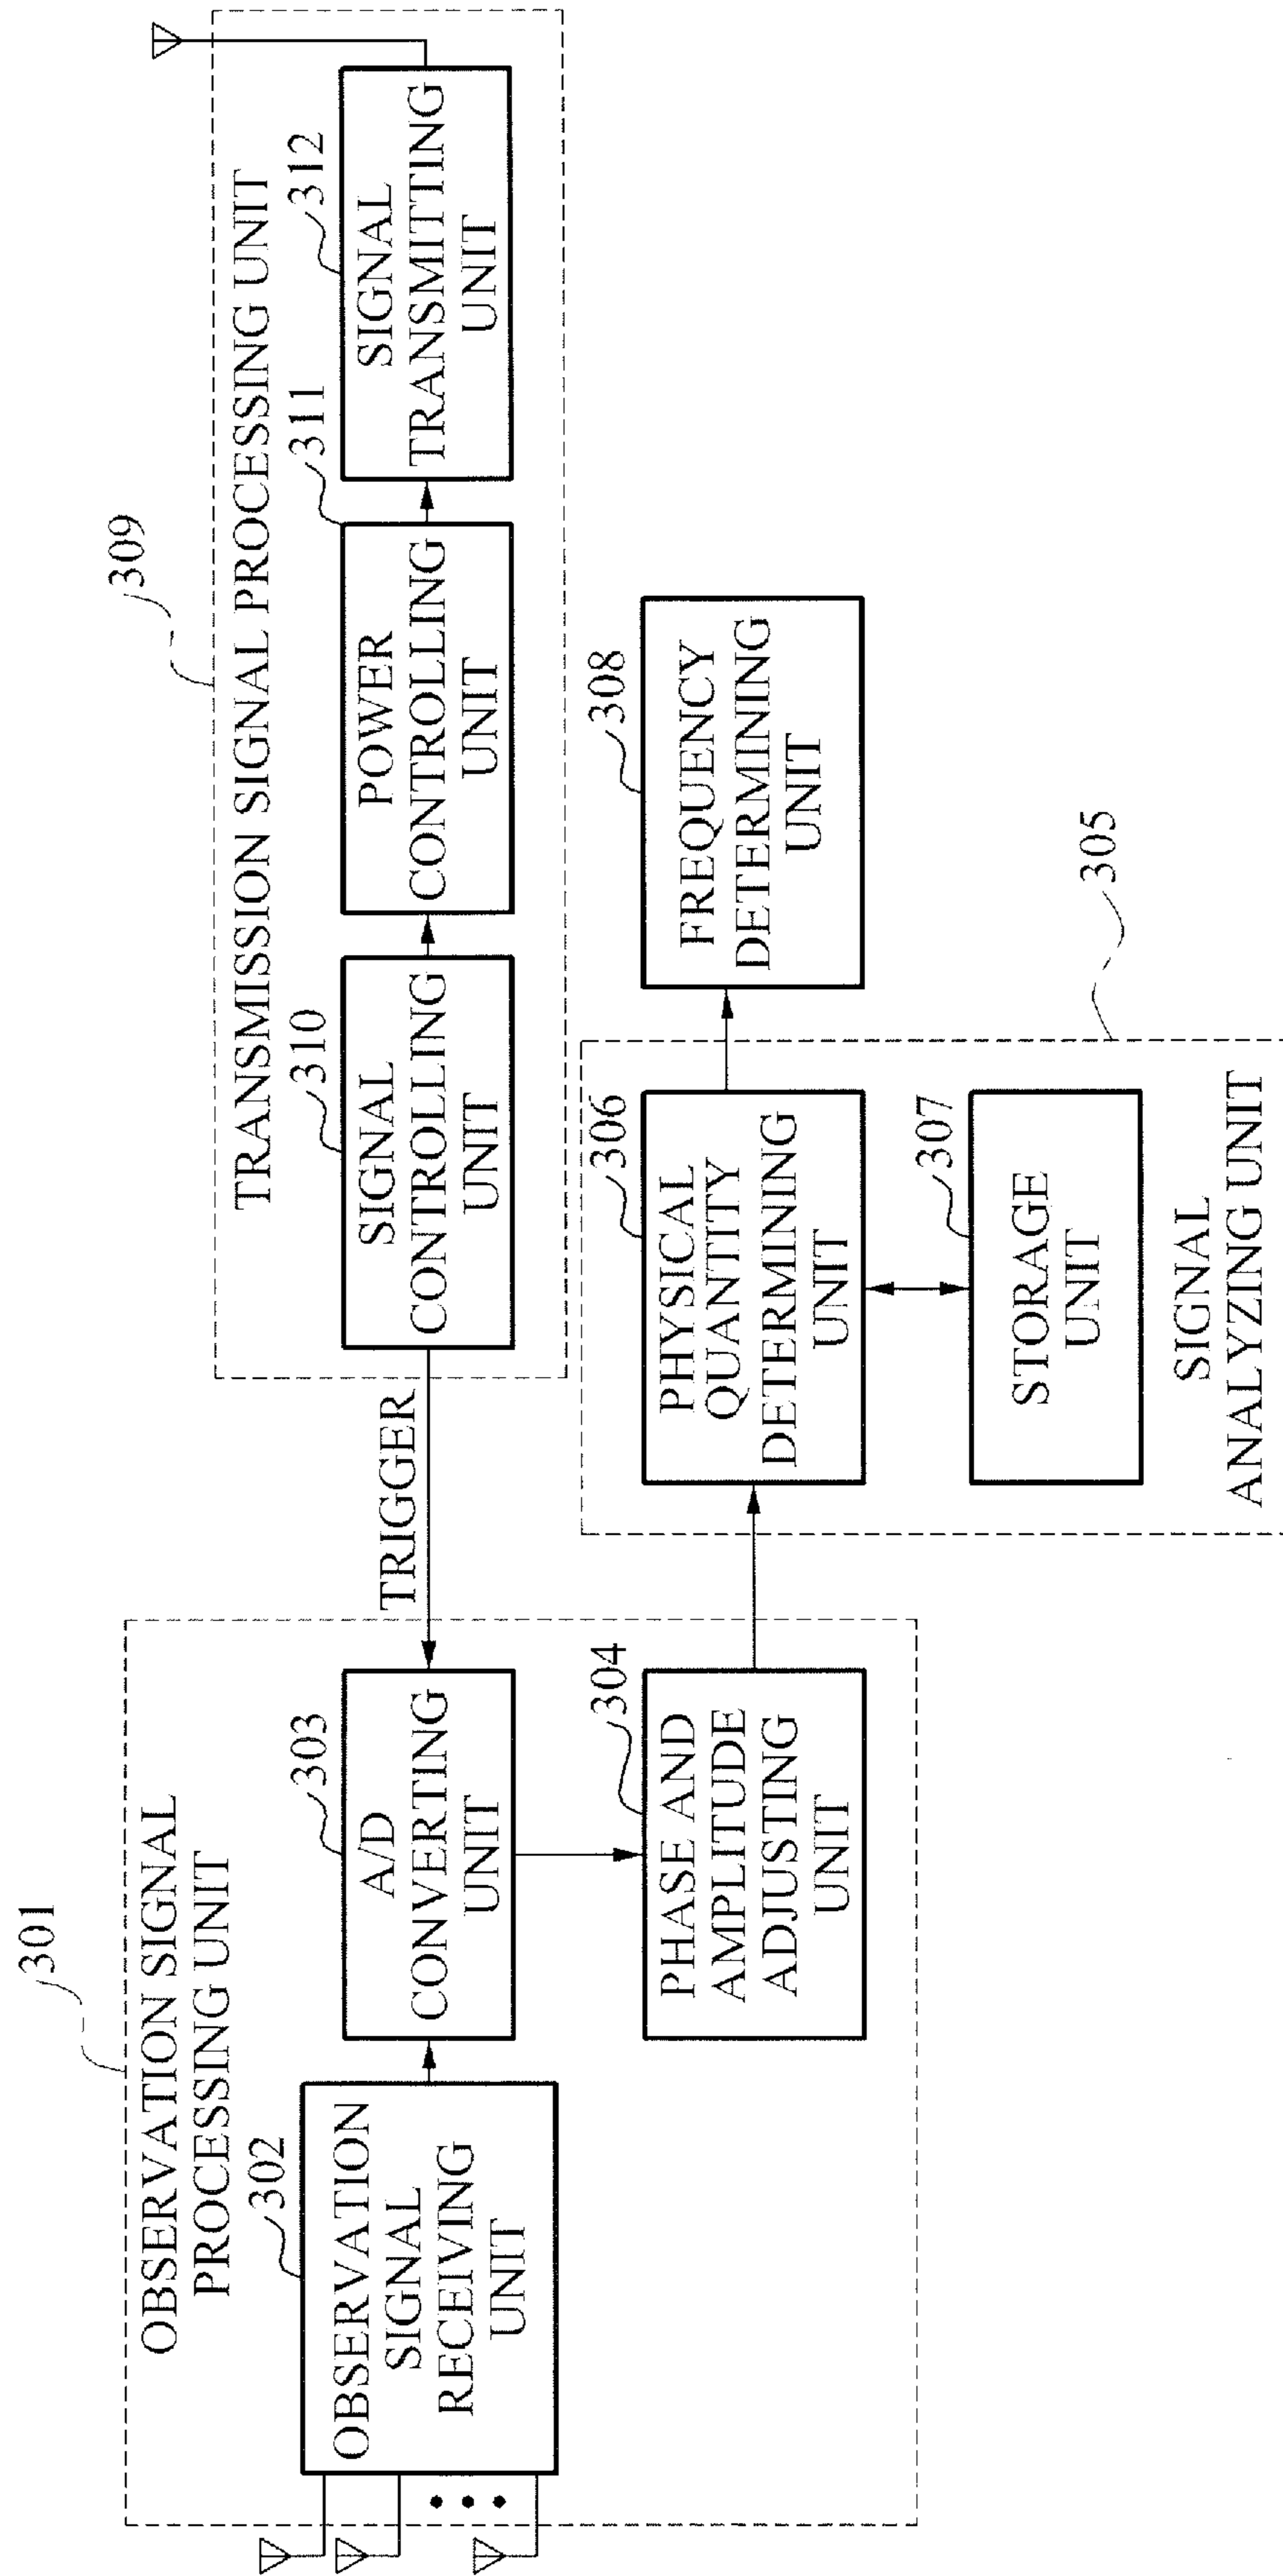 301
OBSERVATION SIGNAL
PROCESSING UNIT
302
OBSERVATION
SIGNAL
RECEIVING
UNIT
303
A/D
CONVERTING
UNIT
304
PHASE AND
AMPLITUDE
ADJUSTING
UNIT
TRIGGER
309
TRANSMISSION SIGNAL PROCESSING UNIT
310
SIGNAL
CONTROLLING
UNIT
311
POWER
CONTROLLING
UNIT
312
SIGNAL
TRANSMITTING
UNIT
306
PHYSICAL
QUANTITY
DETERMINING
UNIT
307
STORAGE
UNIT
SIGNAL
ANALYZING UNIT
305
308
FREQUENCY
DETERMINING
UNIT